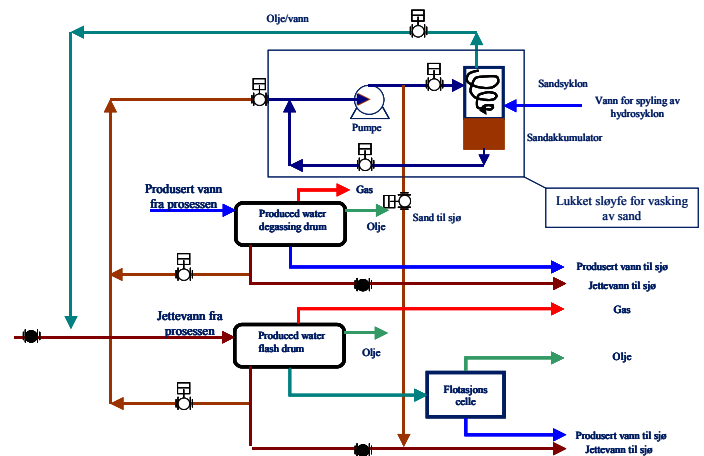 Olje/vann
Sandsyklon
Vann for spyling av
hydrosyklon
Pumpe
Sandakkumulator
Lukket sløyfe for vasking
av sand
Produsert vann
fra prosessen
Gas
Produced water
degassing drum
Olje
Sand til sjø
Produsert vann til sjø
Jettevann til sjø
Jettevann fra
prosessen
Gas
Produced water
flash drum
Olje
Olje
Flotasjons
celle
Produsert vann til sjø
Jettevann til sjø